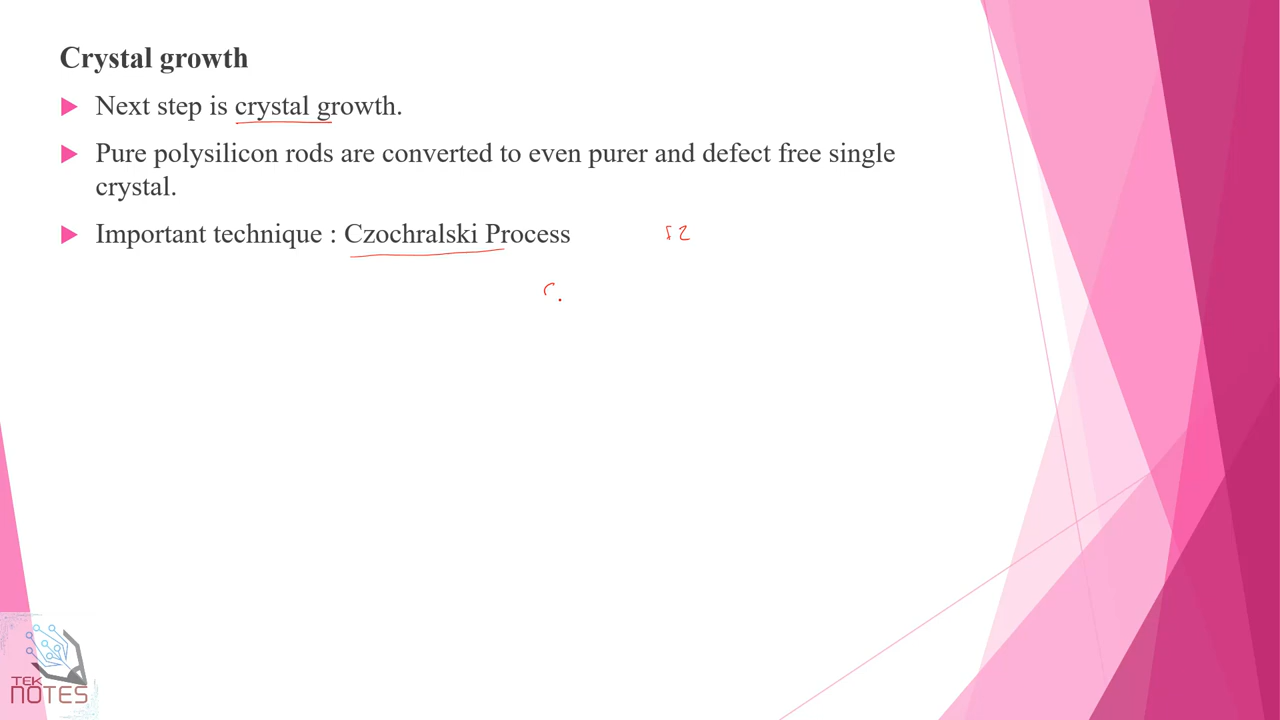 Crystal growth
Next step is crystal growth.
Pure polysilicon rods are converted to even purer and defect free single
crystal.
Important technique : Czochralski Process
TEK
NOTES